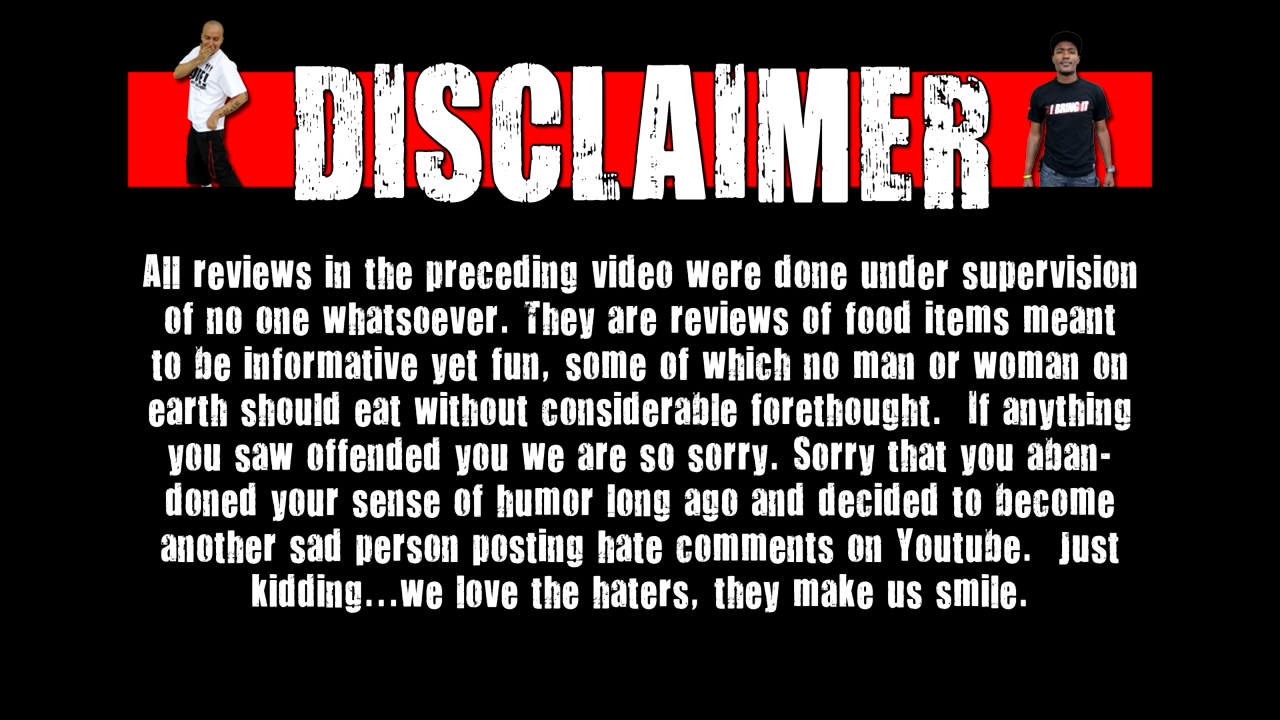 DISCLAIMER
I BRING IT
All reviews in the preceding video were done under supervision
of no one whatsoever. They are reviews of food items meant
to be informative yet fun, some of which no man or woman on
earth should eat without considerable forethought. If anything
you saw offended you we are so sorry. Sorry that you aban-
doned your sense of humor long ago and decided to become
another sad person posting hate comments on Youtube. Just
kidding...we love the haters, they make us smile.